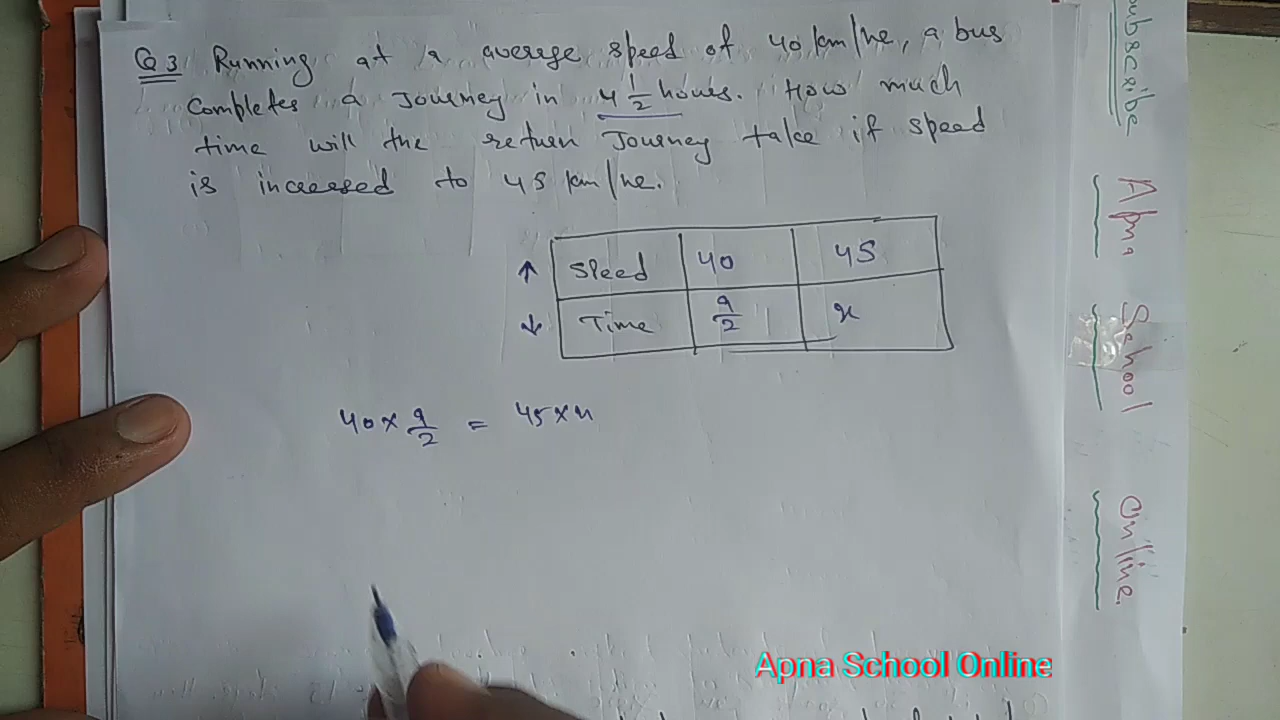 Q3 Running at a average speed of 40 km/hr, a bus
Completes a Journey in 4 1/2 hours. How much
time will the return Journey take if speed
is increased to 45 km/hr.
↑ Speed 40 45
↓ Time 9/2 x
40 × 9/2 = 45 × x
Subscribe Apna School Online.
Apna School Online